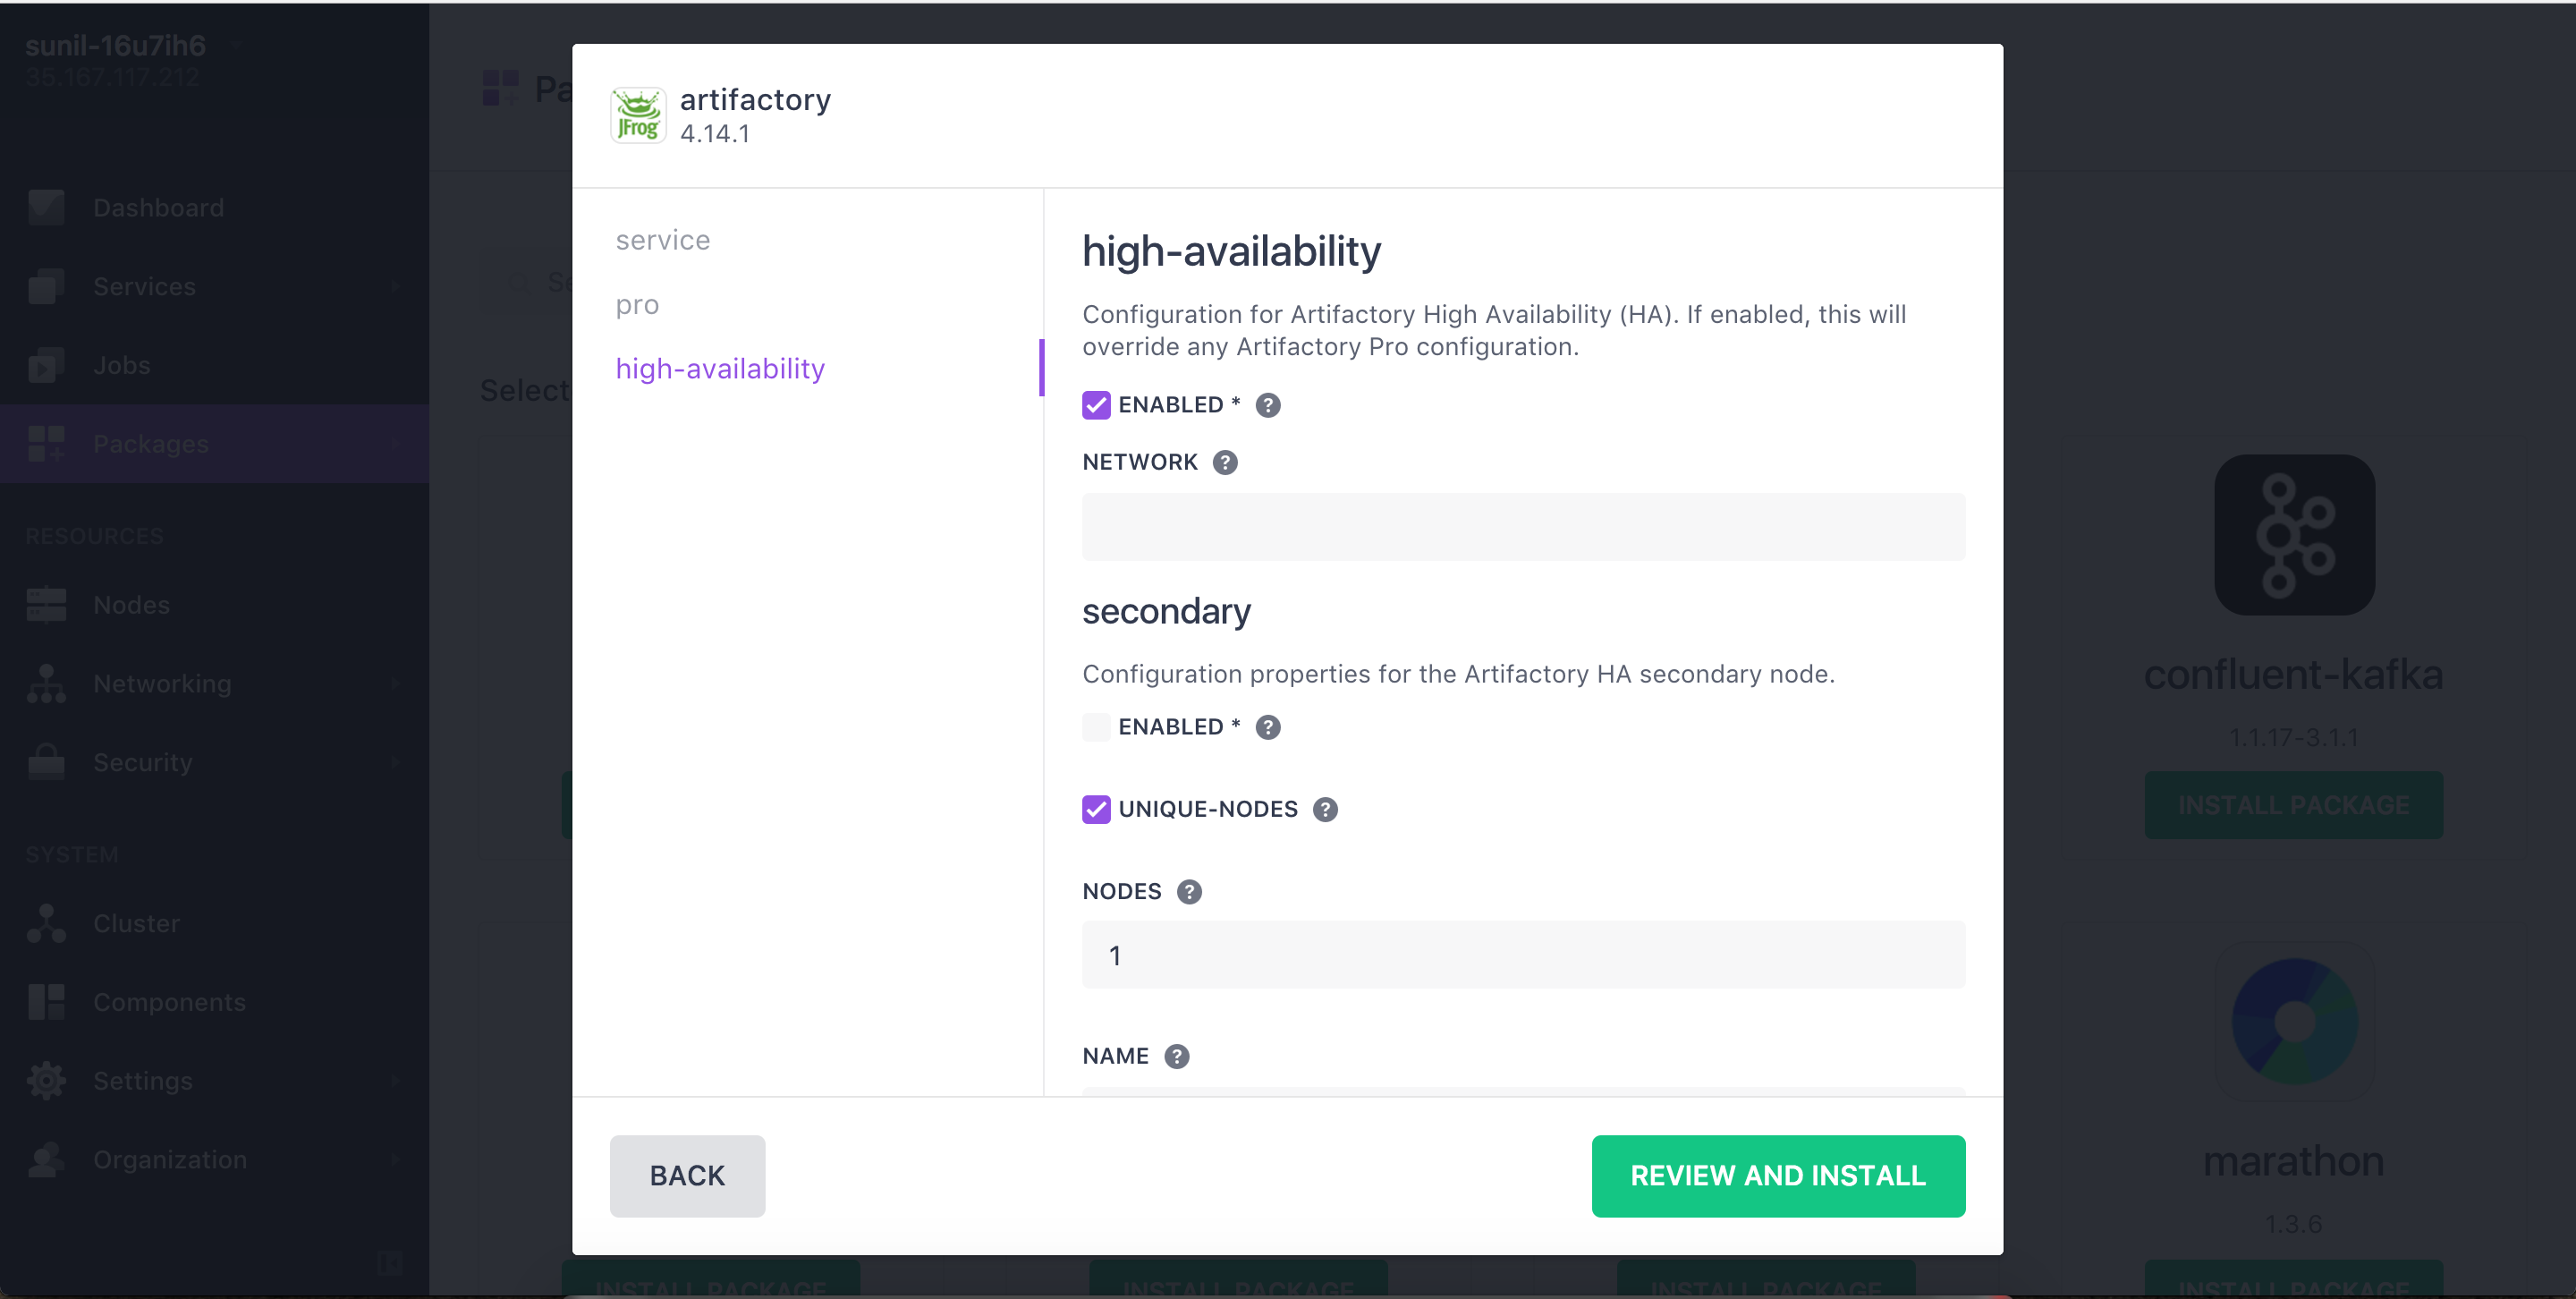 sunil-16u7ih6
35.167.117.212
Dashboard
Services
Jobs
Packages
RESOURCES
Nodes
Networking
Security
SYSTEM
Cluster
Components
Settings
Organization
Pa
Se
Select
JFrog
artifactory
4.14.1
service
pro
high-availability
high-availability
Configuration for Artifactory High Availability (HA). If enabled, this will
override any Artifactory Pro configuration.
ENABLED *
NETWORK
secondary
Configuration properties for the Artifactory HA secondary node.
ENABLED *
UNIQUE-NODES
NODES
1
NAME
BACK
REVIEW AND INSTALL
confluent-kafka
1.1.17-3.1.1
INSTALL PACKAGE
marathon
1.3.6
INSTALL PACKAGE
INSTALL PACKAGE
INSTALL PACKAGE
INSTALL PACKAGE